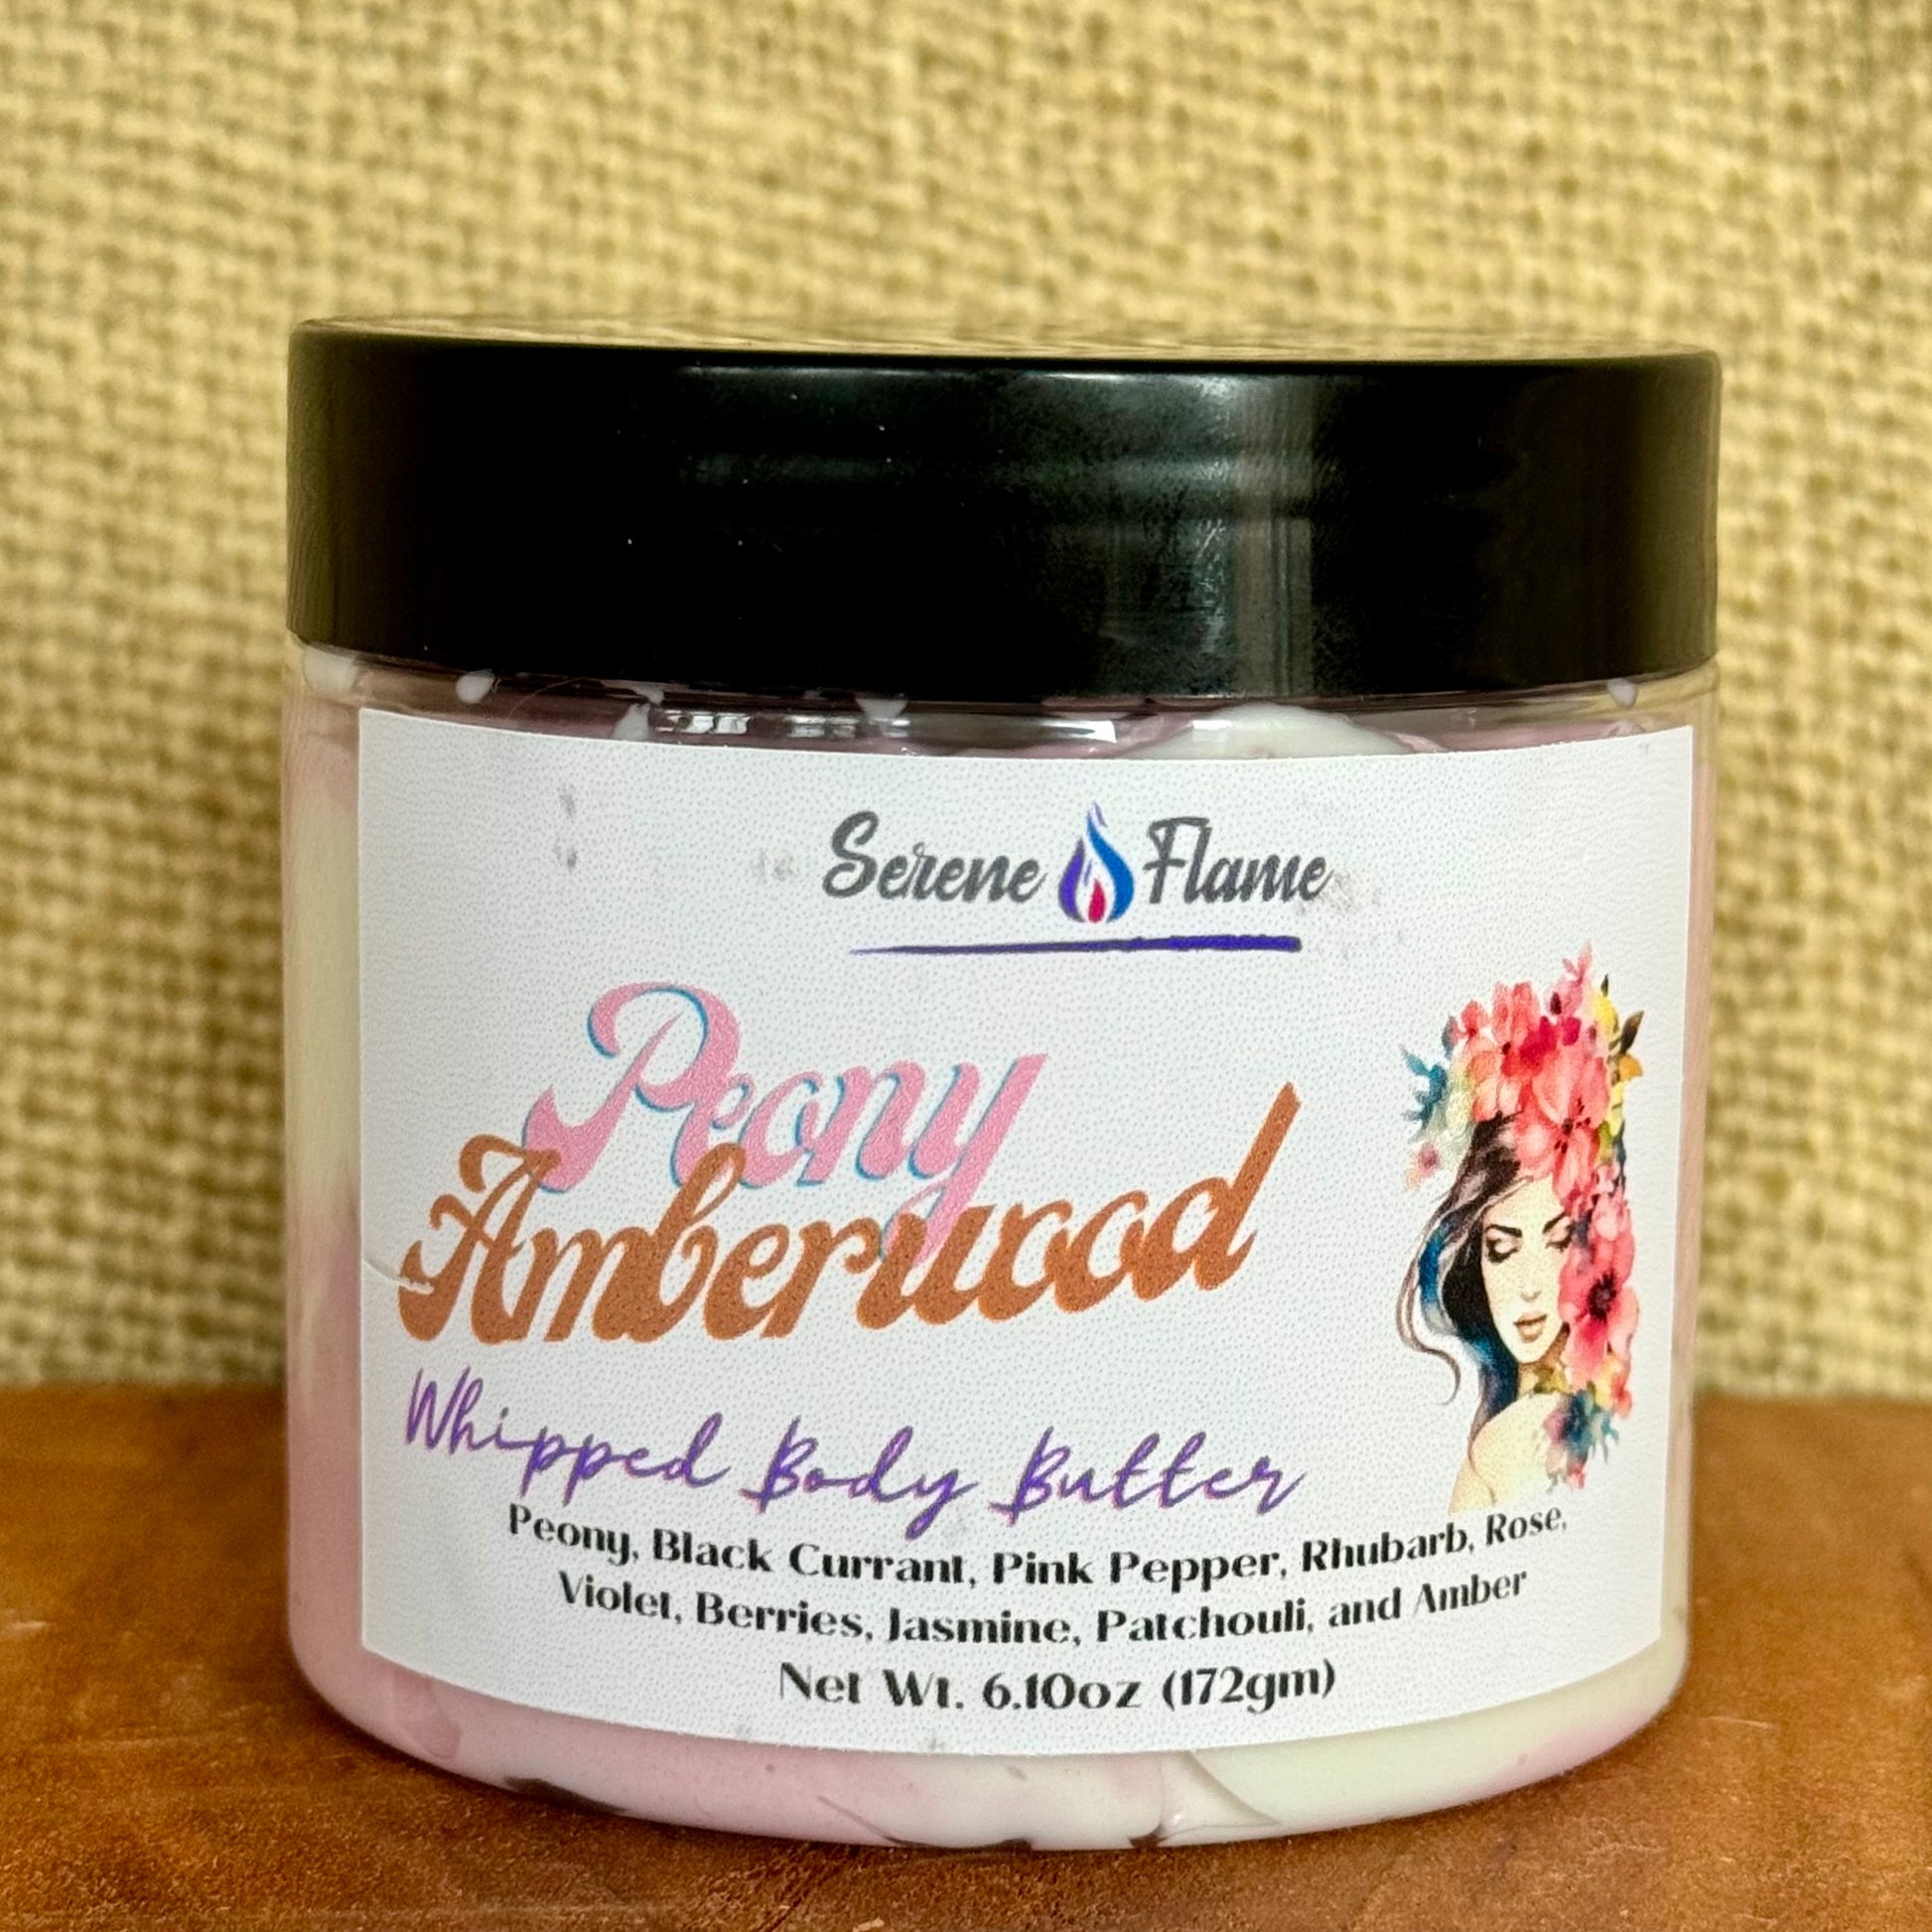 Serene Flame
Peony
Amberwood
Whipped Body Butter
Peony, Black Currant, Pink Pepper, Rhubarb, Rose,
Violet, Berries, Jasmine, Patchouli, and Amber
Net Wt. 6.10oz (172gm)